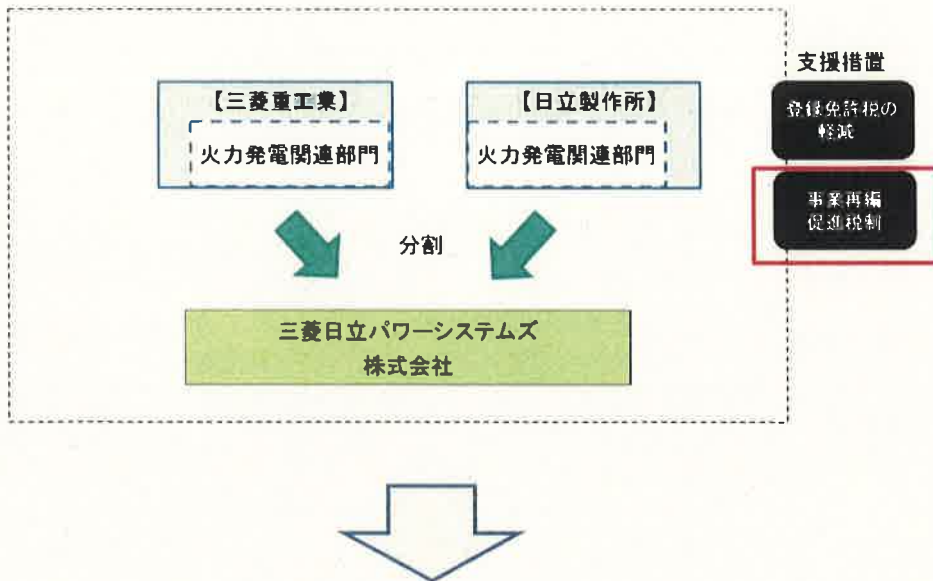 支援措置
【三菱重工業】
【日立製作所】
登録免許税の
軽減
火力発電関連部門
火力発電関連部門
事業再編
促進税制
分割
三菱日立パワーシステムズ
株式会社